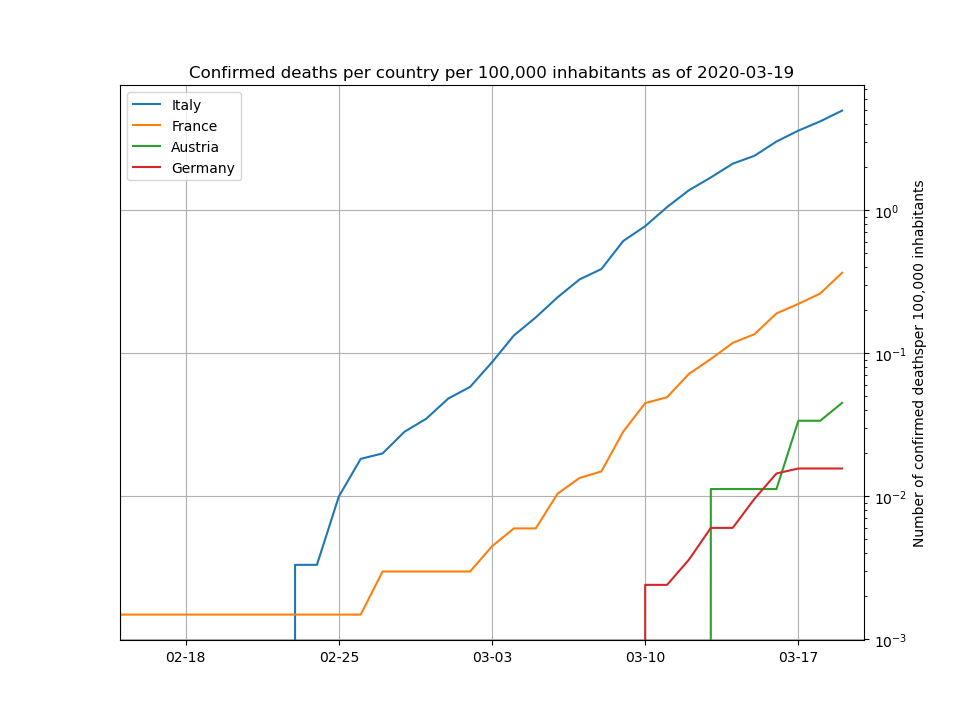 Confirmed deaths per country per 100,000 inhabitants as of 2020-03-19
Italy
France
Austria
Germany
10⁰
10⁻¹
10⁻²
10⁻³
Number of confirmed deathsper 100,000 inhabitants
02-18 02-25 03-03 03-10 03-17